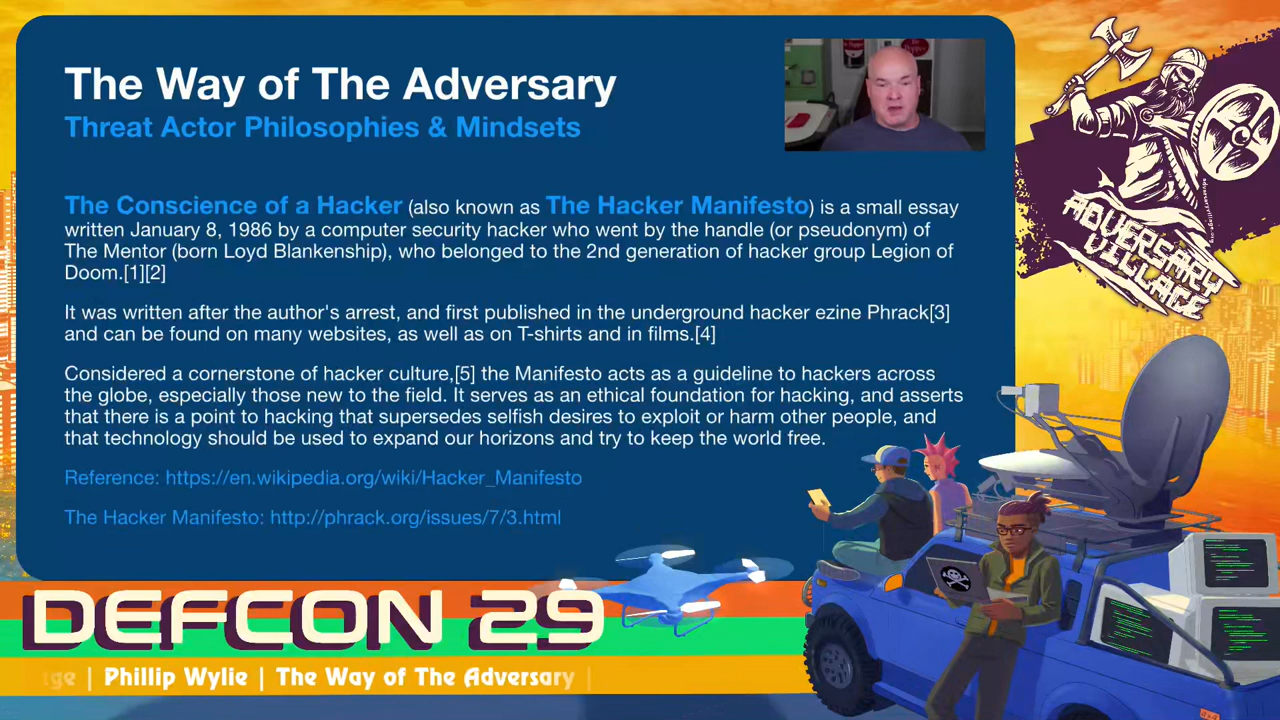 The Way of The Adversary
Threat Actor Philosophies & Mindsets
The Conscience of a Hacker (also known as The Hacker Manifesto) is a small essay
written January 8, 1986 by a computer security hacker who went by the handle (or pseudonym) of
The Mentor (born Loyd Blankenship), who belonged to the 2nd generation of hacker group Legion of
Doom.[1][2]
It was written after the author's arrest, and first published in the underground hacker ezine Phrack[3]
and can be found on many websites, as well as on T-shirts and in films.[4]
Considered a cornerstone of hacker culture,[5] the Manifesto acts as a guideline to hackers across
the globe, especially those new to the field. It serves as an ethical foundation for hacking, and asserts
that there is a point to hacking that supersedes selfish desires to exploit or harm other people, and
that technology should be used to expand our horizons and try to keep the world free.
Reference: https://en.wikipedia.org/wiki/Hacker_Manifesto
The Hacker Manifesto: http://phrack.org/issues/7/3.html
ADVERSARY
VILLAGE
DEFCON 29
ge | Phillip Wylie | The Way of The Adversary |